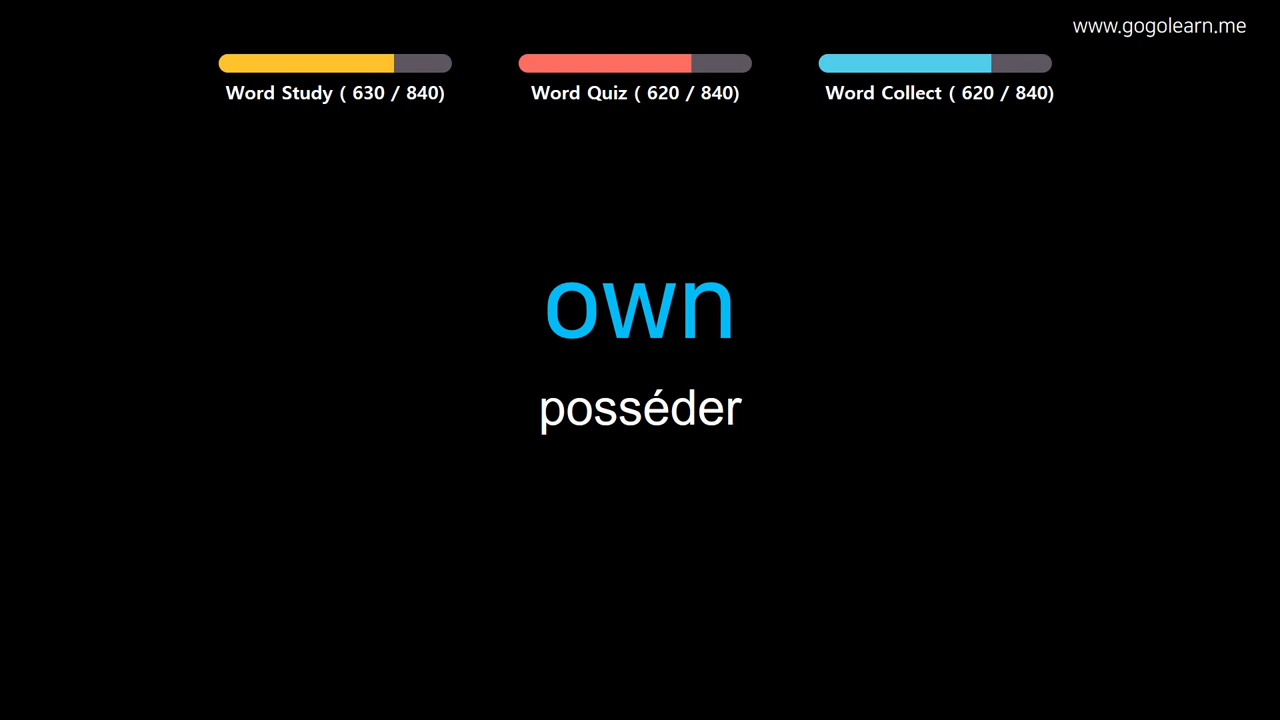 www.gogolearn.me
Word Study ( 630 / 840)
Word Quiz ( 620 / 840)
Word Collect ( 620 / 840)
own
posséder